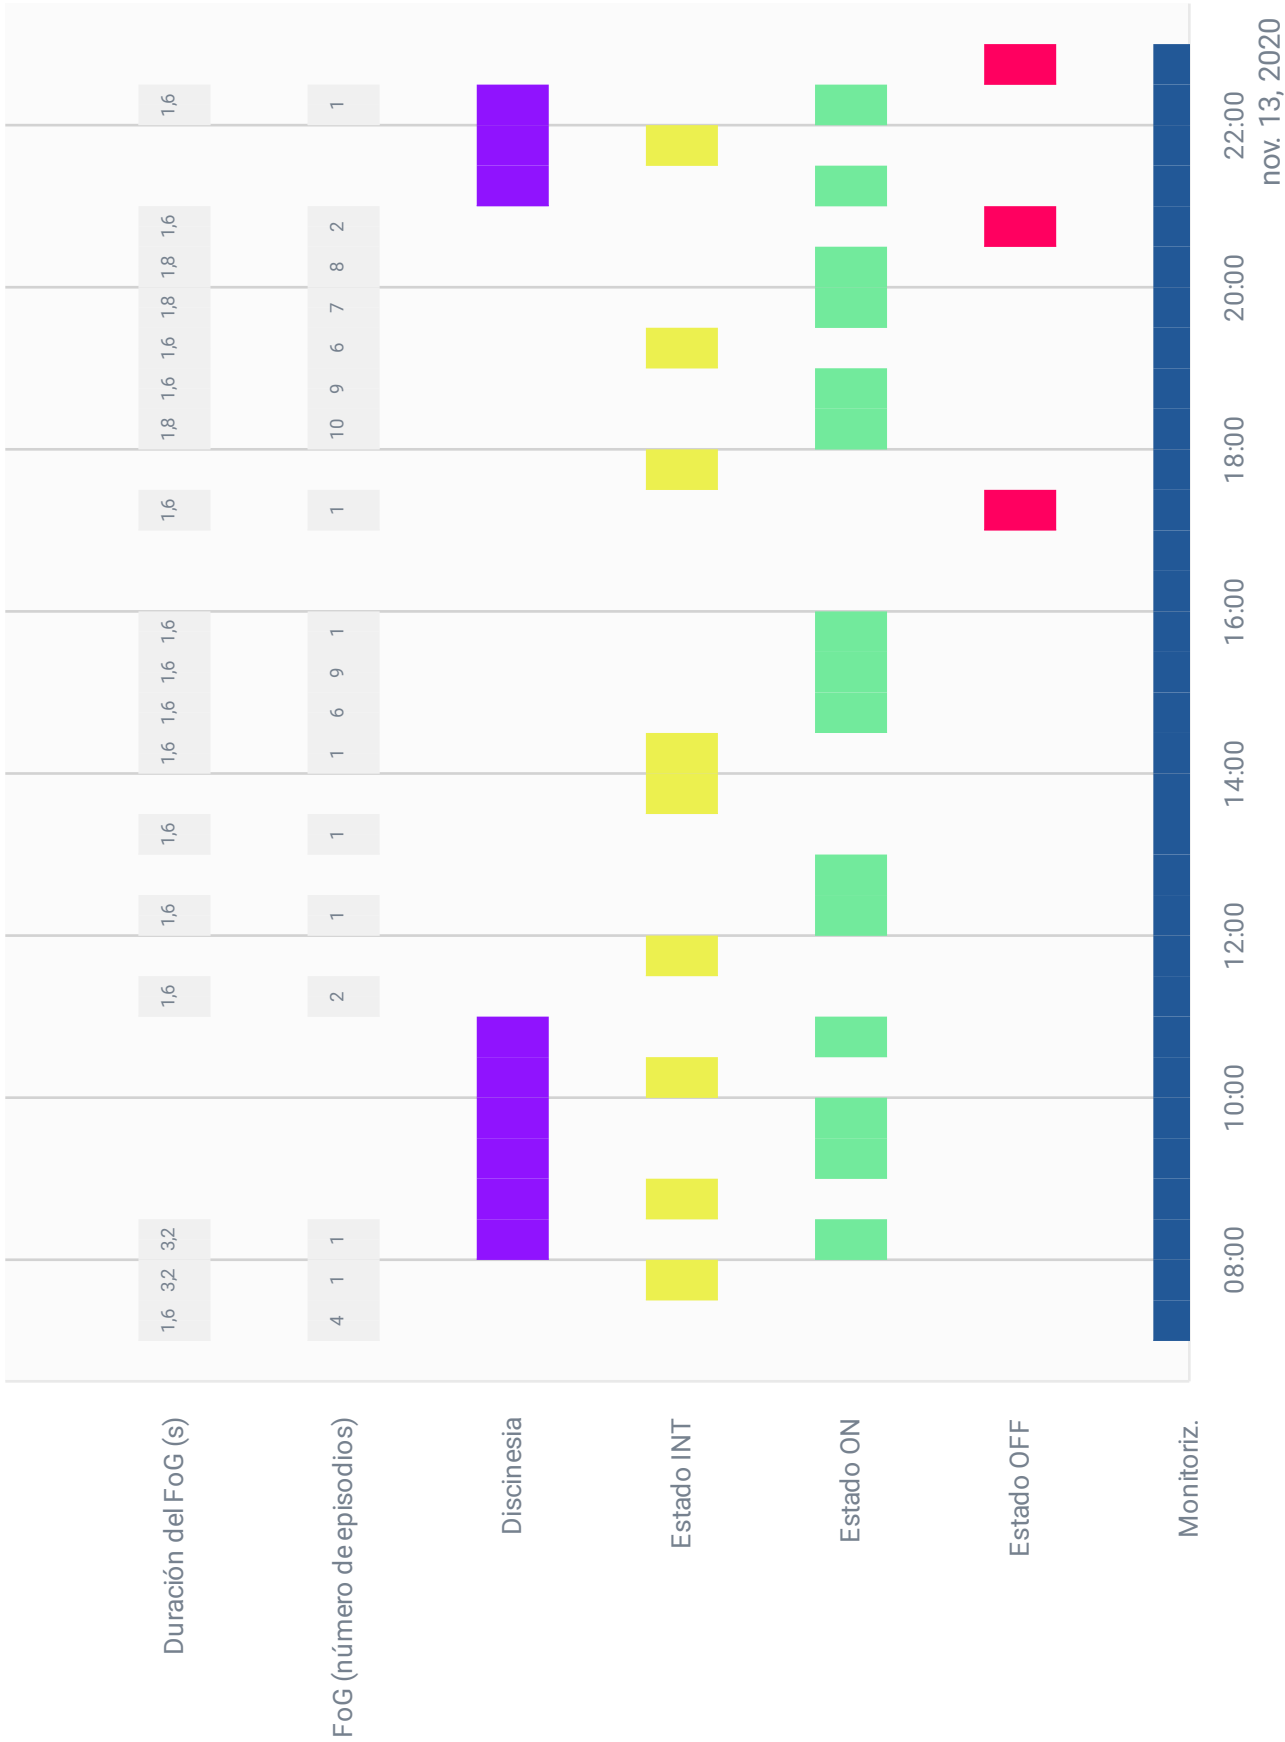 Duración del FoG (s) 1,6 3,2 3,2 1,6 1,6 1,6 1,6 1,6 1,6 1,6 1,6 1,8 1,6 1,6 1,8 1,8 1,6 1,6
FoG (número de episodios) 4 1 1 2 1 1 1 6 9 1 1 10 9 6 7 8 2 1
Discinesia
Estado INT
Estado ON
Estado OFF
Monitoriz.
08:00 10:00 12:00 14:00 16:00 18:00 20:00 22:00
nov. 13, 2020